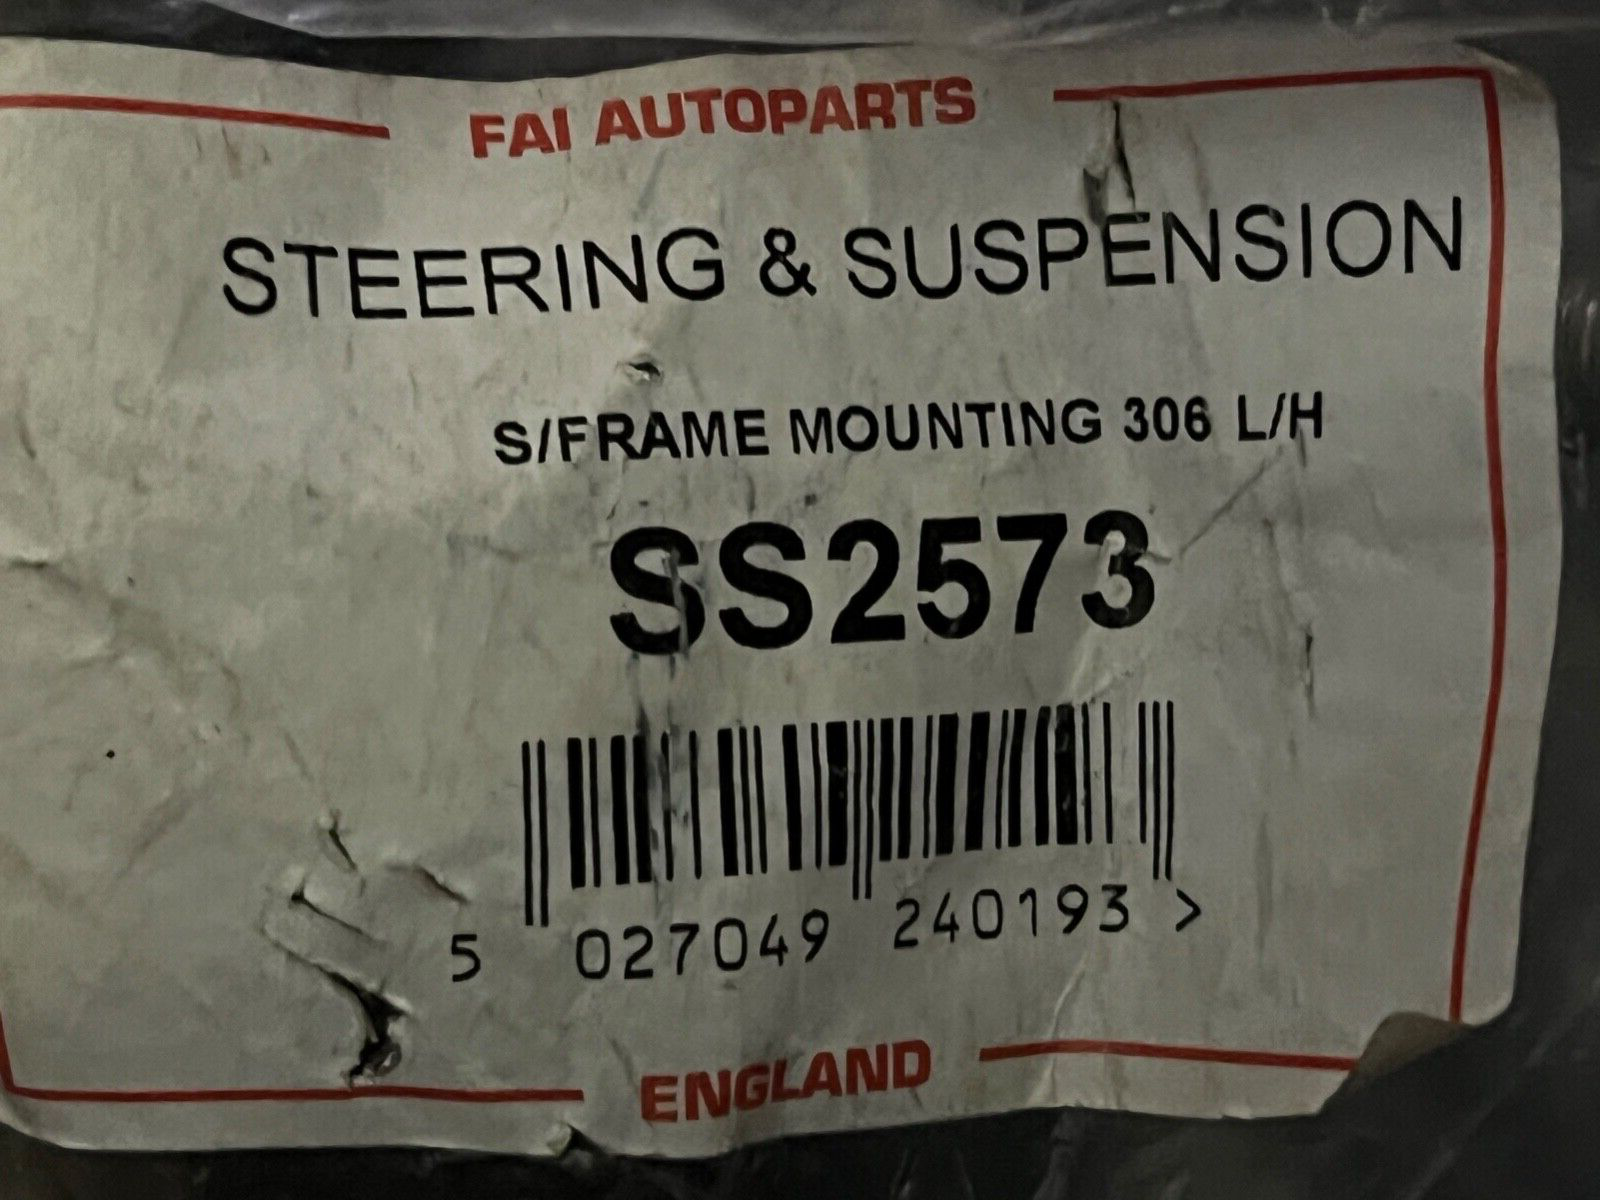 FAI AUTOPARTS
STEERING & SUSPENSION
S/FRAME MOUNTING 306 L/H
SS2573
5 027049 240193 >
ENGLAND